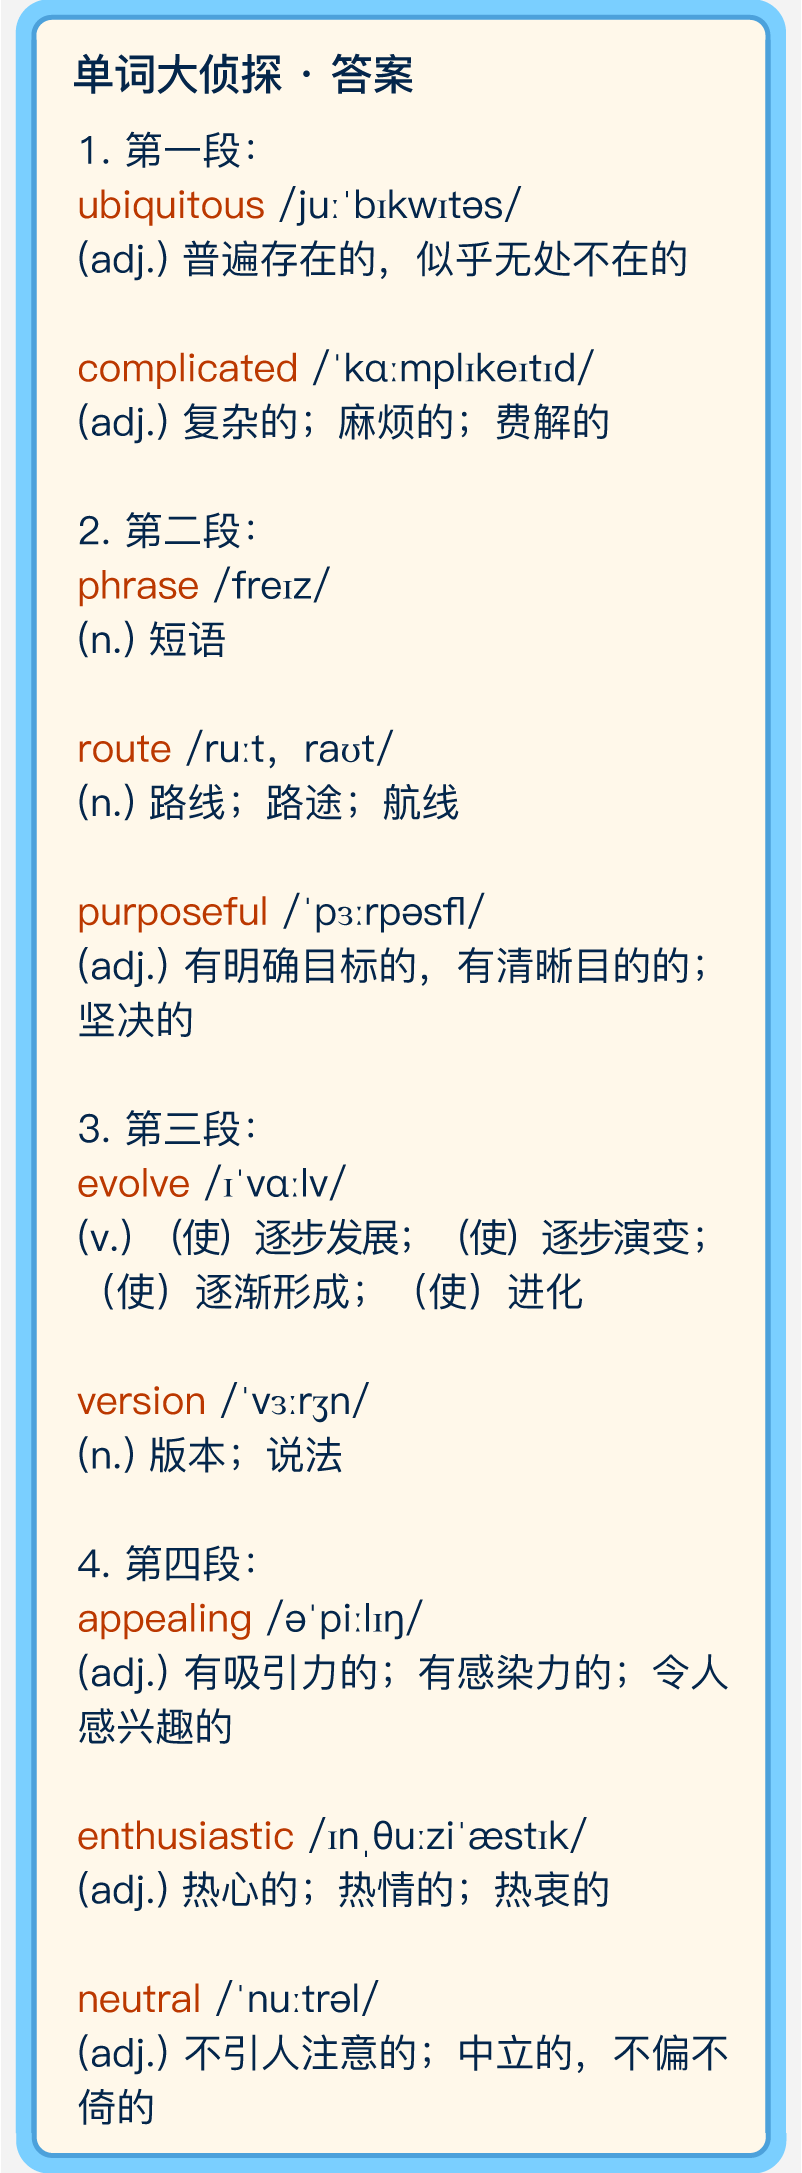 单词大侦探 · 答案
1. 第一段：
ubiquitous /juːˈbɪkwɪtəs/
(adj.) 普遍存在的，似乎无处不在的
complicated /ˈkɑːmplɪkeɪtɪd/
(adj.) 复杂的；麻烦的；费解的
2. 第二段：
phrase /freɪz/
(n.) 短语
route /ruːt，raʊt/
(n.) 路线；路途；航线
purposeful /ˈpɜːrpəsfl/
(adj.) 有明确目标的，有清晰目的的；
坚决的
3. 第三段：
evolve /ɪˈvɑːlv/
(v.) （使）逐步发展；（使）逐步演变；
（使）逐渐形成；（使）进化
version /ˈvɜːrʒn/
(n.) 版本；说法
4. 第四段：
appealing /əˈpiːlɪŋ/
(adj.) 有吸引力的；有感染力的；令人
感兴趣的
enthusiastic /ɪnˌθuːziˈæstɪk/
(adj.) 热心的；热情的；热衷的
neutral /ˈnuːtrəl/
(adj.) 不引人注意的；中立的，不偏不
倚的